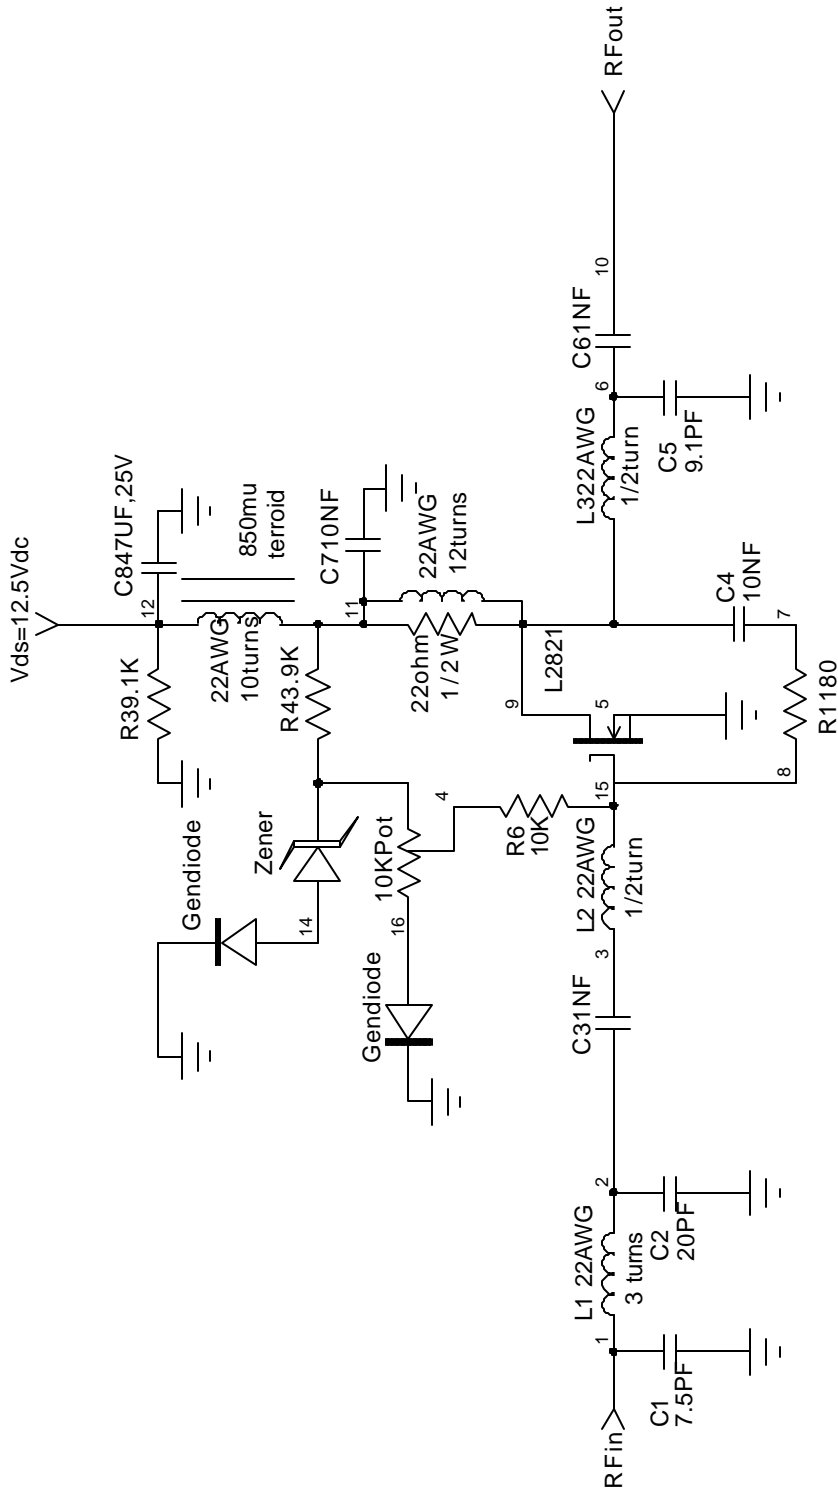 Vds=12.5Vdc
C847UF,25V
12
R39.1K
22AWG
10turns
850mu
terroid
R43.9K
C710NF
11
22ohm
1/2W
22AWG
12turns
Gendiode
14
Zener
10KPot
16
Gendiode
4
R6
10K
9
L2821
5
15
8
R1180
7
C4
10NF
RFin
1
C1
7.5PF
L1 22AWG
3 turns
2
C2
20PF
C31NF
3
L2 22AWG
1/2turn
L322AWG
1/2turn
6
C5
9.1PF
C61NF
10
RFout